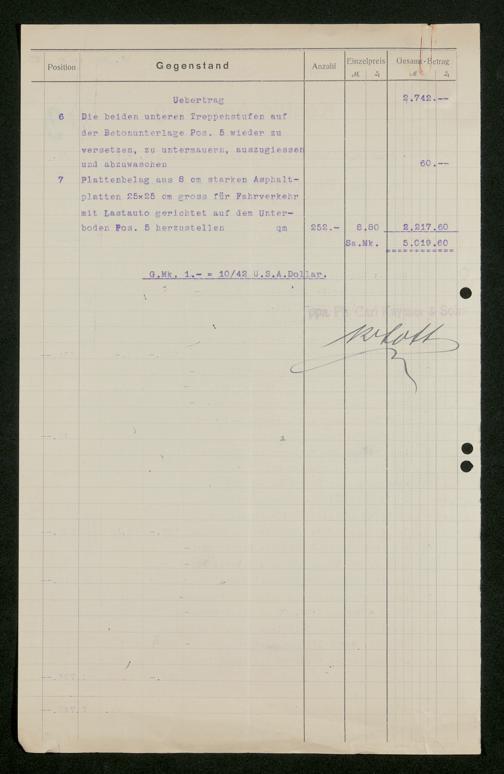 Position Gegenstand Anzahl Einzelpreis Gesamt-Betrag
M. ₰ M. ₰
Uebertrag 2.742.--
6 Die beiden unteren Treppenstufen auf
der Betonunterlage Pos. 5 wieder zu
versetzen, zu untermauern, auszugiessen
und abzuwaschen 60.--
7 Plattenbelag aus 8 cm starken Asphalt-
platten 25x25 cm gross für Fahrverkehr
mit Lastauto gerichtet auf dem Unter-
boden Pos. 5 herzustellen qm 252.- 8.80 2.217.60
Sa.Mk. 5.019.60
G.Mk. 1.- = 10/42 U.S.A.Dollar.
ppa. Carl